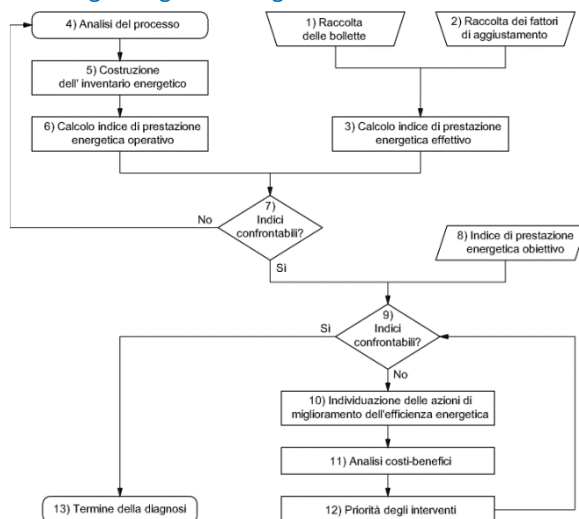 4) Analisi del processo
1) Raccolta
delle bollette
2) Raccolta dei fattori
di aggiustamento
5) Costruzione
dell' inventario energetico
6) Calcolo indice di prestazione
energetica operativo
3) Calcolo indice di prestazione
energetica effettivo
7)
Indici
confrontabili?
No
Sì
8) Indice di prestazione
energetica obiettivo
9)
Indici
confrontabili?
Sì
No
10) Individuazione delle azioni di
miglioramento dell'efficienza energetica
11) Analisi costi-benefici
12) Priorità degli interventi
13) Termine della diagnosi